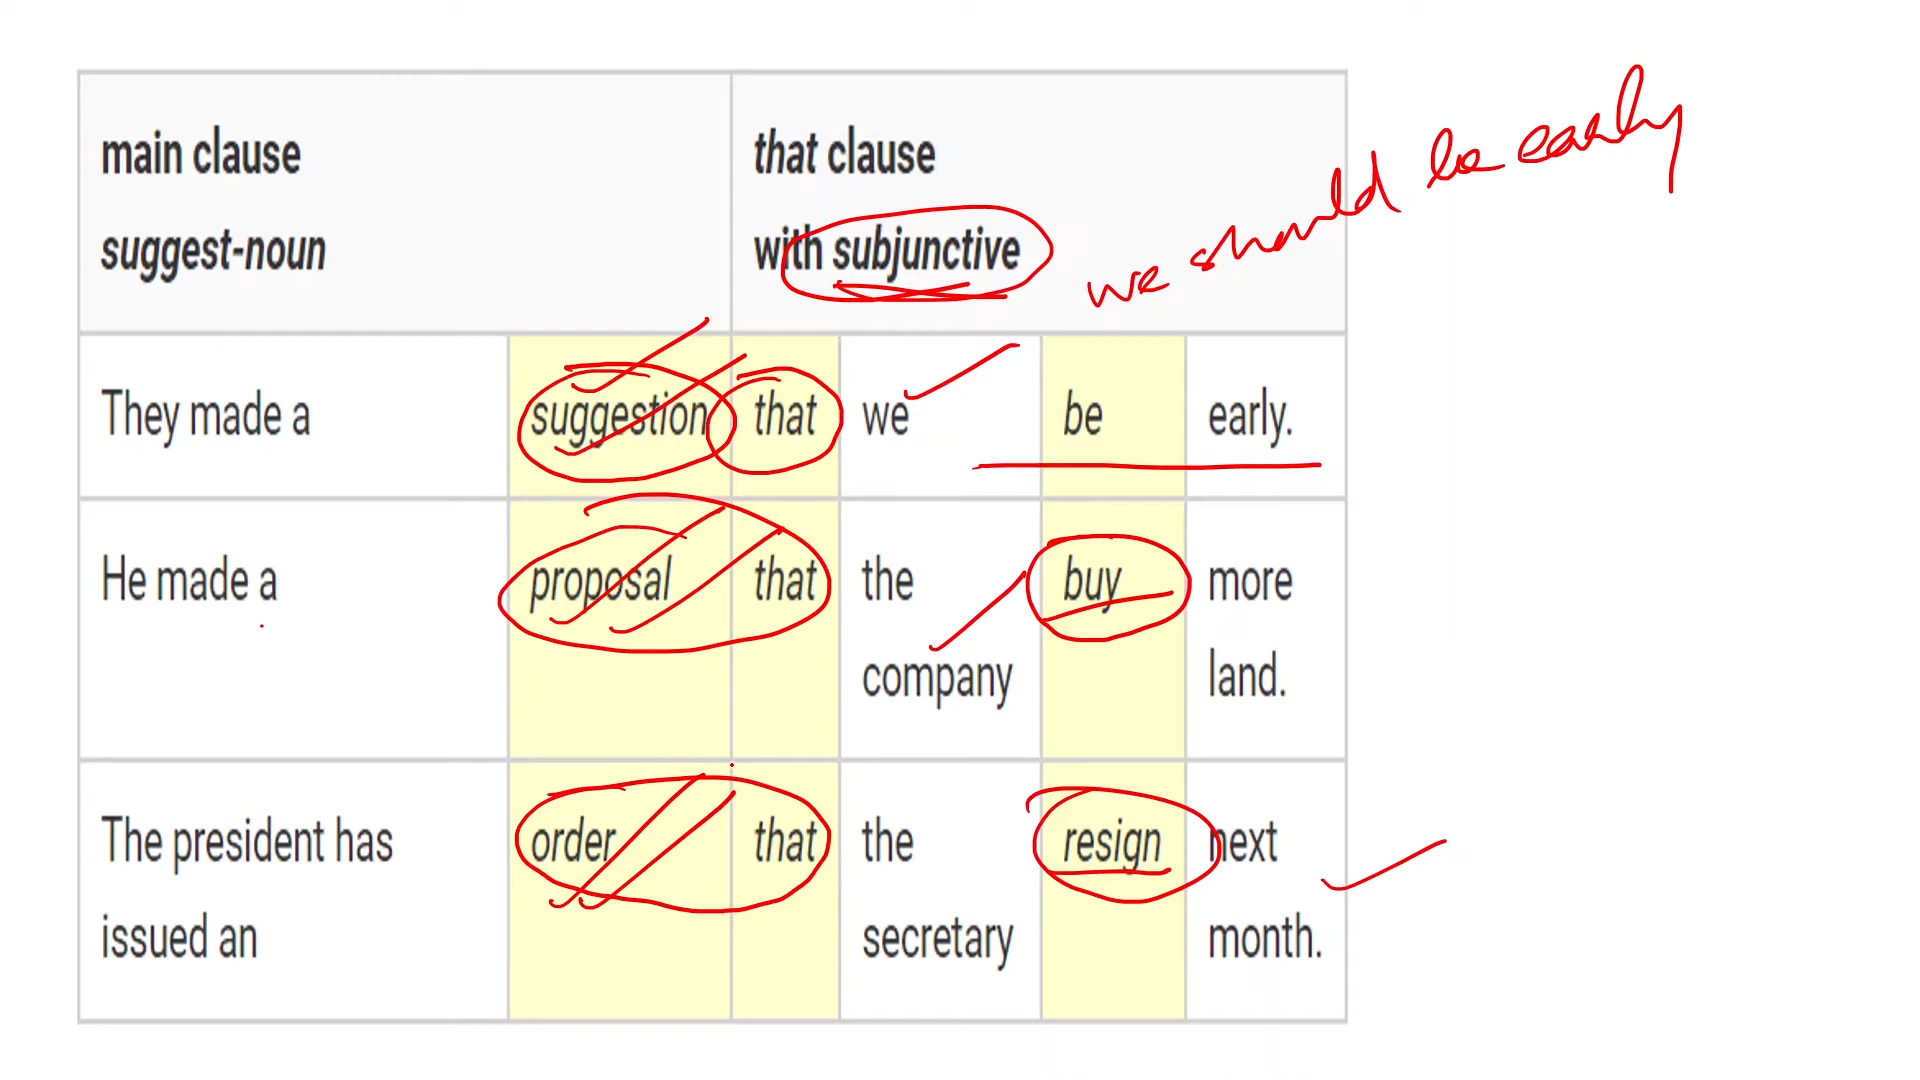 main clause
suggest-noun
that clause
with subjunctive
we should be early
They made a suggestion that we be early.
He made a proposal that the company buy more land.
The president has issued an order that the secretary resign next month.